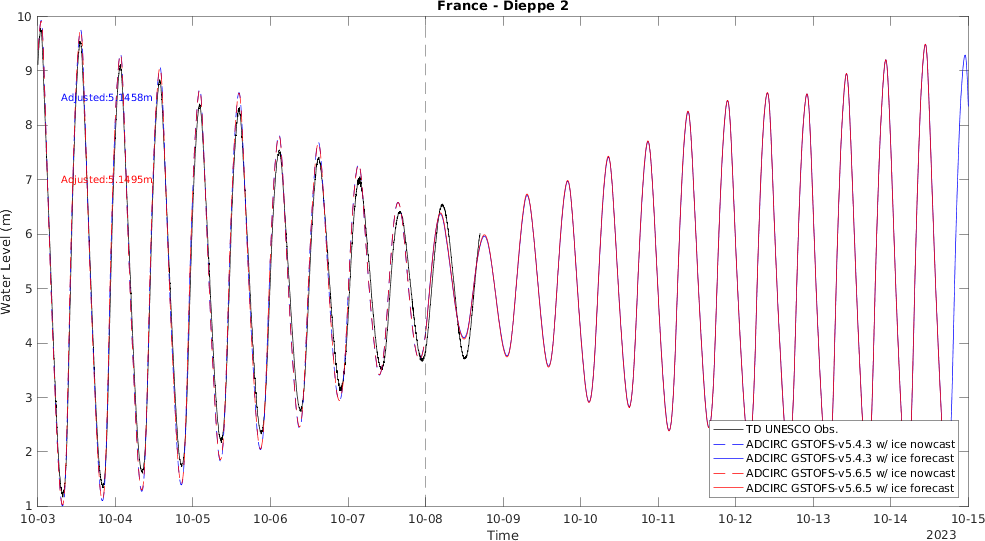 France - Dieppe 2
10
9
8
7
6
5
4
3
2
1
Water Level (m)
Adjusted:5.1458m
Adjusted:5.1495m
TD UNESCO Obs.
ADCIRC GSTOFS-v5.4.3 w/ ice nowcast
ADCIRC GSTOFS-v5.4.3 w/ ice forecast
ADCIRC GSTOFS-v5.6.5 w/ ice nowcast
ADCIRC GSTOFS-v5.6.5 w/ ice forecast
10-03 10-04 10-05 10-06 10-07 10-08 10-09 10-10 10-11 10-12 10-13 10-14 10-15
Time
2023